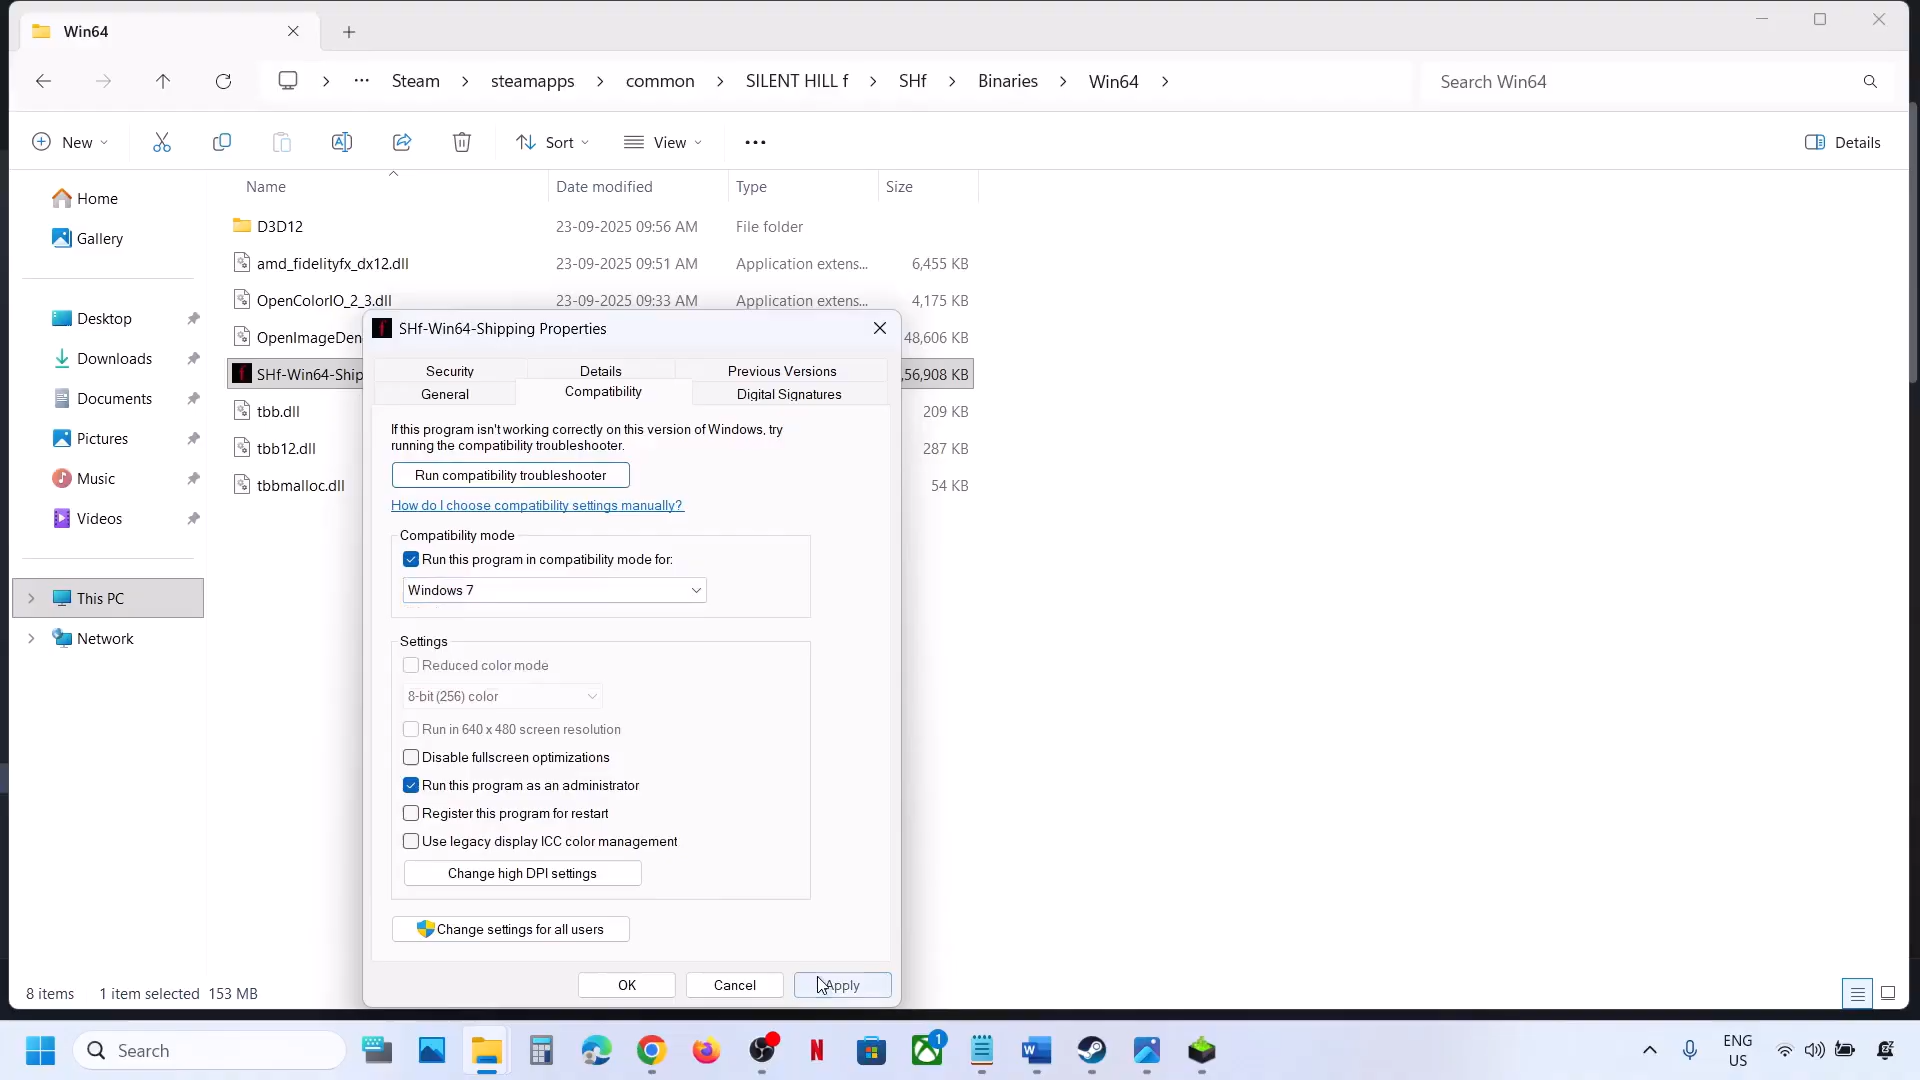 Win64
Steam
steamapps
common
SILENT HILL f
SHf
Binaries
Win64
Search Win64
New
Sort
View
Details
Name
Date modified
Type
Size
Home
Gallery
Desktop
Downloads
Documents
Pictures
Music
Videos
This PC
Network
D3D12
23-09-2025 09:56 AM
File folder
amd_fidelityfx_dx12.dll
23-09-2025 09:51 AM
Application extens...
6,455 KB
OpenColorIO_2_3.dll
23-09-2025 09:33 AM
Application extens...
4,175 KB
OpenImageDen
48,606 KB
SHf-Win64-Ship
,56,908 KB
tbb.dll
209 KB
tbb12.dll
287 KB
tbbmalloc.dll
54 KB
SHf-Win64-Shipping Properties
Security
Details
Previous Versions
General
Compatibility
Digital Signatures
If this program isn't working correctly on this version of Windows, try
running the compatibility troubleshooter.
Run compatibility troubleshooter
How do I choose compatibility settings manually?
Compatibility mode
Run this program in compatibility mode for:
Windows 7
Settings
Reduced color mode
8-bit (256) color
Run in 640 x 480 screen resolution
Disable fullscreen optimizations
Run this program as an administrator
Register this program for restart
Use legacy display ICC color management
Change high DPI settings
Change settings for all users
OK
Cancel
Apply
8 items
1 item selected 153 MB
Search
1
ENG
US